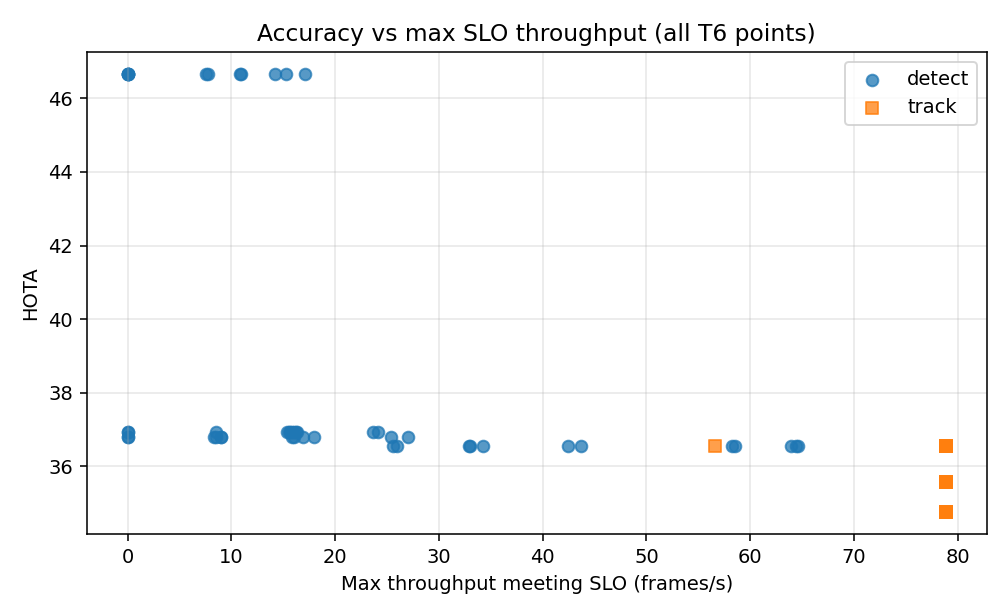 Accuracy vs max SLO throughput (all T6 points)
detect
track
HOTA
46
44
42
40
38
36
0 10 20 30 40 50 60 70 80
Max throughput meeting SLO (frames/s)